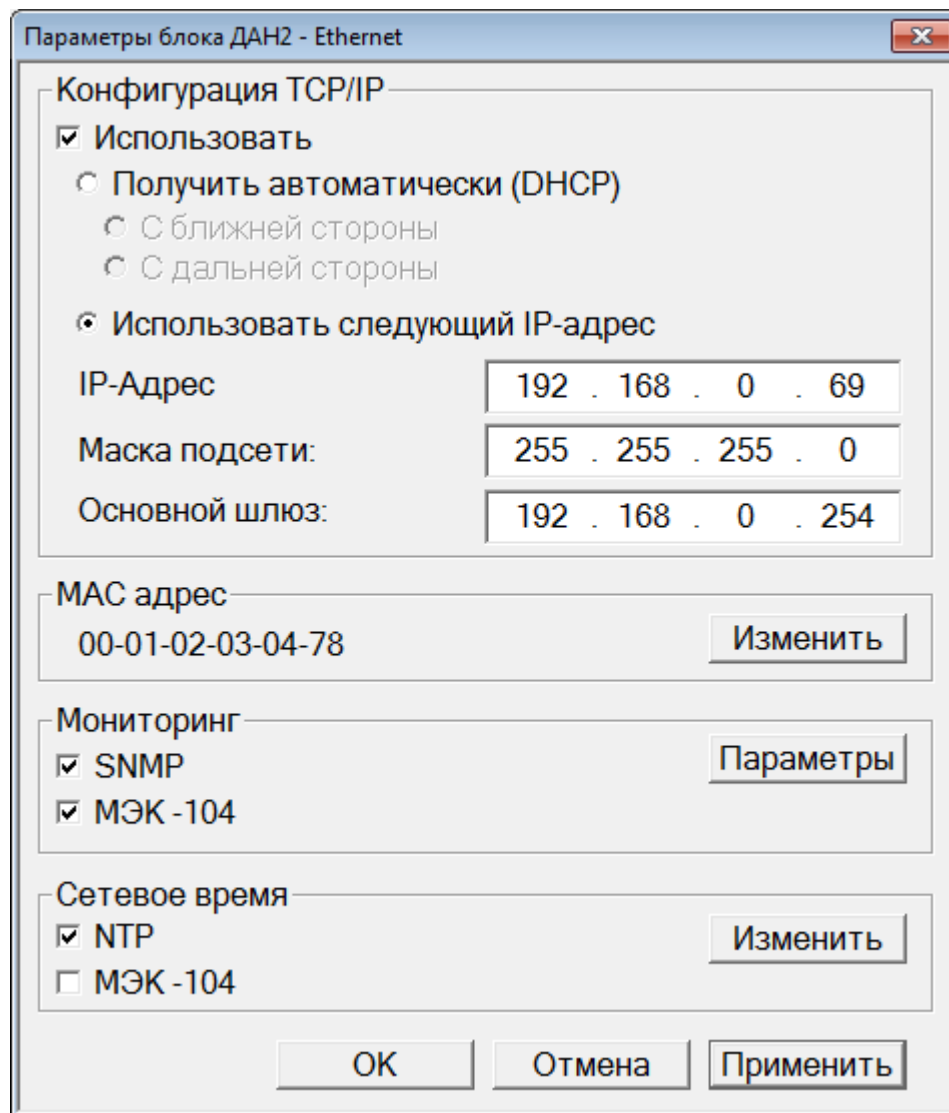 Параметры блока ДАН2 - Ethernet
Конфигурация TCP/IP
Использовать
Получить автоматически (DHCP)
С ближней стороны
С дальней стороны
Использовать следующий IP-адрес
IP-Адрес 192 . 168 . 0 . 69
Маска подсети: 255 . 255 . 255 . 0
Основной шлюз: 192 . 168 . 0 . 254
MAC адрес
00-01-02-03-04-78 Изменить
Мониторинг
SNMP Параметры
МЭК -104
Сетевое время
NTP Изменить
МЭК -104
OK Отмена Применить